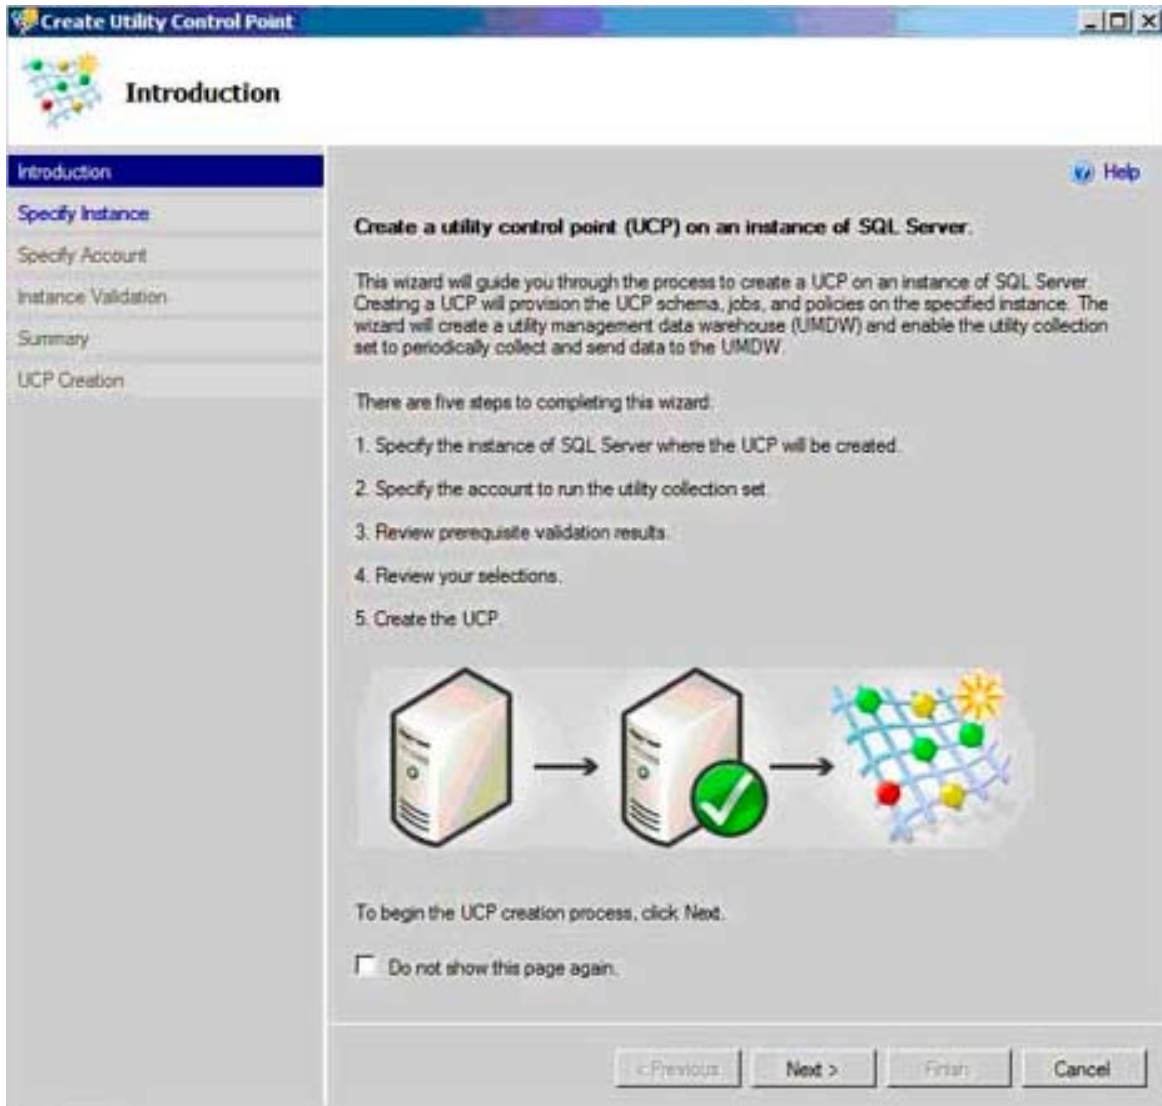 Create Utility Control Point
Introduction
Introduction
Help
Specify Instance
Specify Account
Instance Validation
Summary
UCP Creation
Create a utility control point (UCP) on an instance of SQL Server.
This wizard will guide you through the process to create a UCP on an instance of SQL Server.
Creating a UCP will provision the UCP schema, jobs, and policies on the specified instance. The
wizard will create a utility management data warehouse (UMDW) and enable the utility collection
set to periodically collect and send data to the UMDW.
There are five steps to completing this wizard:
1. Specify the instance of SQL Server where the UCP will be created.
2. Specify the account to run the utility collection set.
3. Review prerequisite validation results.
4. Review your selections.
5. Create the UCP.
To begin the UCP creation process, click Next.
Do not show this page again.
< Previous
Next >
Finish
Cancel